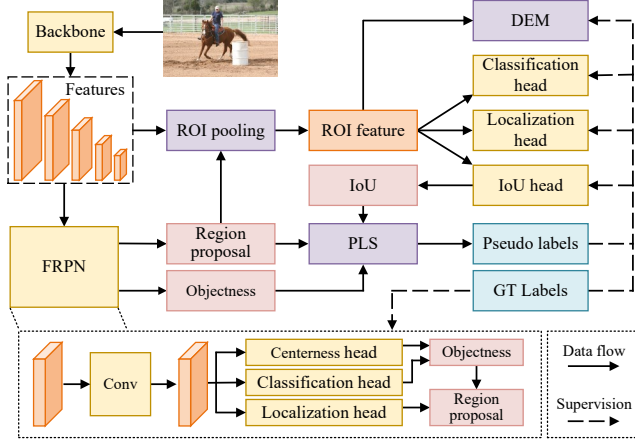 Backbone
DEM
Features
Classification
head
ROI pooling
ROI feature
Localization
head
IoU
IoU head
FRPN
Region
proposal
PLS
Pseudo labels
Objectness
GT Labels
Conv
Centerness head
Classification head
Localization head
Objectness
Region
proposal
Data flow
Supervision